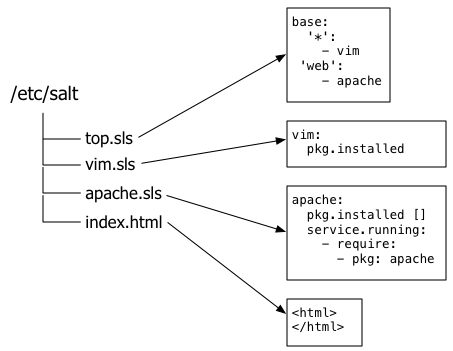 /etc/salt
top.sls
vim.sls
apache.sls
index.html
base:
  '*':
    - vim
 'web':
    - apache
vim:
  pkg.installed
apache:
  pkg.installed []
  service.running:
    - require:
      - pkg: apache
<html>
</html>